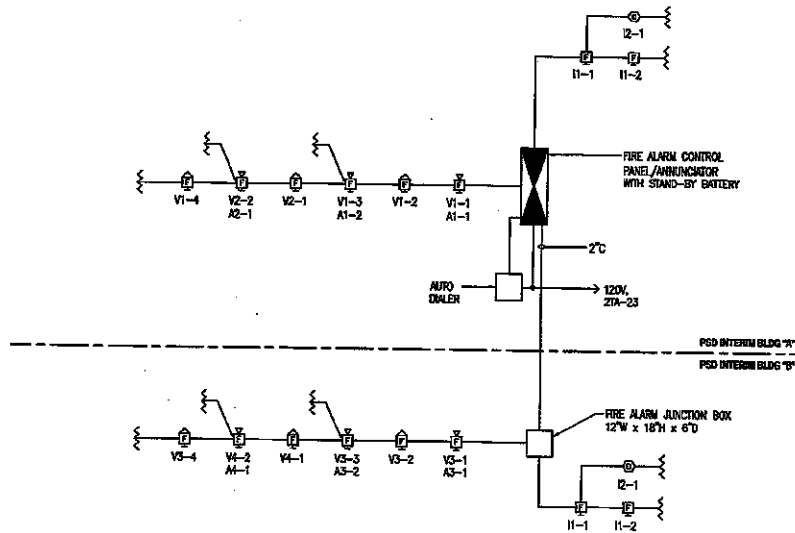 I2-1
F
F
I1-1
I1-2
FIRE ALARM CONTROL
PANEL/ANNUNCIATOR
WITH STAND-BY BATTERY
F
F
F
F
F
F
V1-4
V2-2
V2-1
V1-3
V1-2
V1-1
A2-1
A1-2
A1-1
2"C
AUTO
DIALER
120V,
2TA-23
PSD INTERIM BLDG "A"
PSD INTERIM BLDG "B"
FIRE ALARM JUNCTION BOX
12"W x 18"H x 6"D
F
F
F
F
F
F
V3-4
V4-2
V4-1
V3-3
V3-2
V3-1
A4-1
A3-2
A3-1
I2-1
F
F
I1-1
I1-2